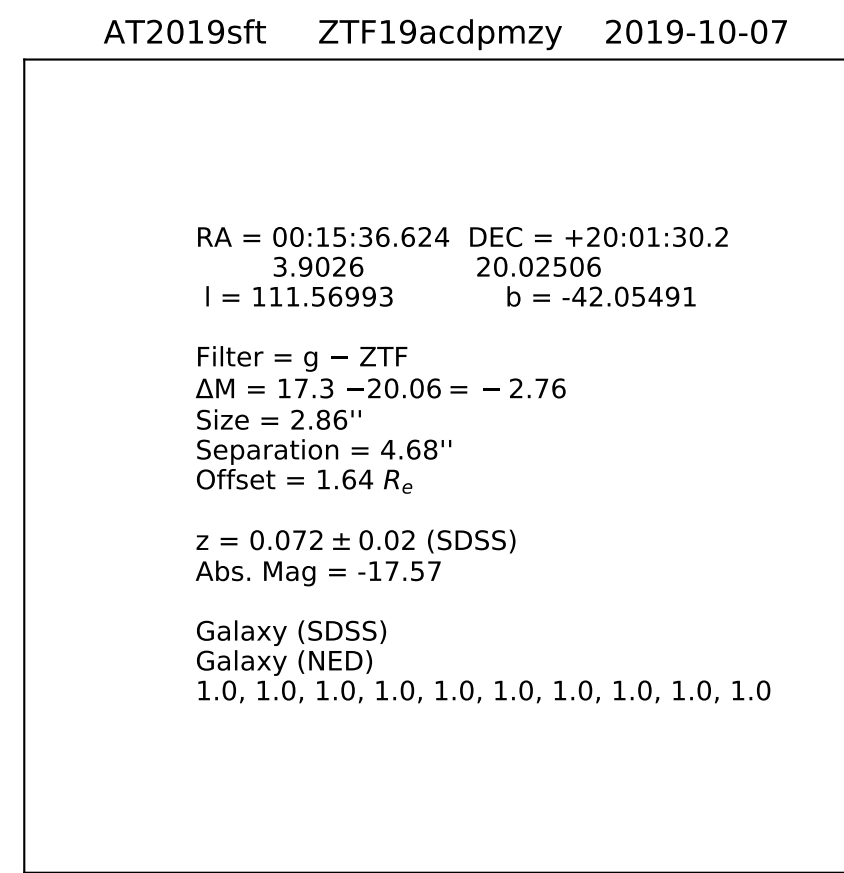 AT2019sft ZTF19acdpmzy 2019-10-07
RA = 00:15:36.624 DEC = +20:01:30.2
3.9026 20.02506
l = 111.56993 b = -42.05491
Filter = g − ZTF
ΔM = 17.3 −20.06 = − 2.76
Size = 2.86''
Separation = 4.68''
Offset = 1.64 Rₑ
z = 0.072 ± 0.02 (SDSS)
Abs. Mag = -17.57
Galaxy (SDSS)
Galaxy (NED)
1.0, 1.0, 1.0, 1.0, 1.0, 1.0, 1.0, 1.0, 1.0, 1.0